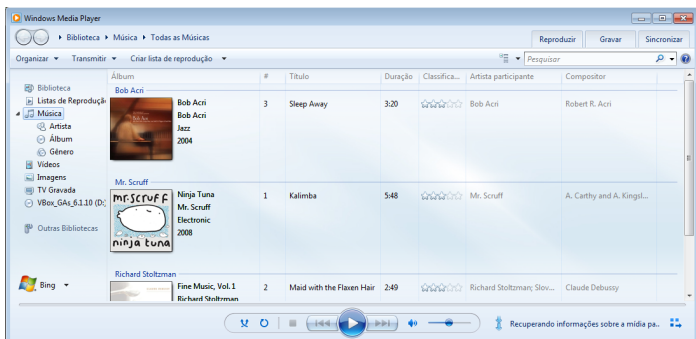 Windows Media Player
Biblioteca Música Todas as Músicas
Reproduzir Gravar Sincronizar
Organizar Transmitir Criar lista de reprodução Pesquisar
Álbum # Título Duração Classifica... Artista participante Compositor
Biblioteca
Listas de Reproduçã
Música
Artista
Álbum
Gênero
Vídeos
Imagens
TV Gravada
VBox_GAs_6.1.10 (D:)
Outras Bibliotecas
Bing
Bob Acri
Bob Acri 3 Sleep Away 3:20 Bob Acri Robert R. Acri
Bob Acri
Jazz
2004
Mr. Scruff
mr.scruff
ninja tuna
Ninja Tuna 1 Kalimba 5:48 Mr. Scruff A. Carthy and A. Kingsl...
Mr. Scruff
Electronic
2008
Richard Stoltzman
Fine Music, Vol. 1 2 Maid with the Flaxen Hair 2:49 Richard Stoltzman; Slov... Claude Debussy
Richard Stoltzman
Recuperando informações sobre a mídia pa..